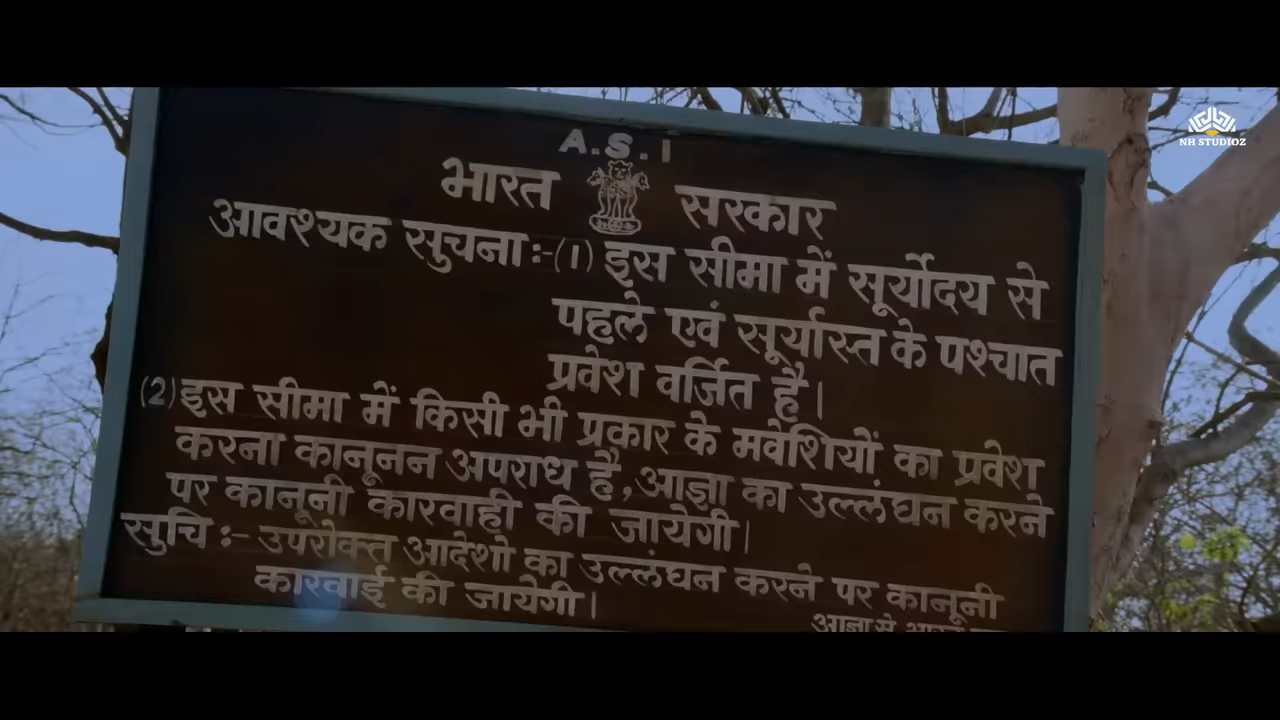 A.S.I
भारत सरकार
आवश्यक सुचना:-(1) इस सीमा में सूर्योदय से
पहले एवं सूर्यास्त के पश्चात
प्रवेश वर्जित है।
(2) इस सीमा में किसी भी प्रकार के मवेशियों का प्रवेश
करना कानूनन अपराध है, आज्ञा का उल्लंघन करने
पर कानूनी कारवाही की जायेगी।
सुचि :- उपरोक्त आदेशो का उल्लंघन करने पर कानूनी
कारवाई की जायेगी।
आज्ञा से
NH STUDIOZ